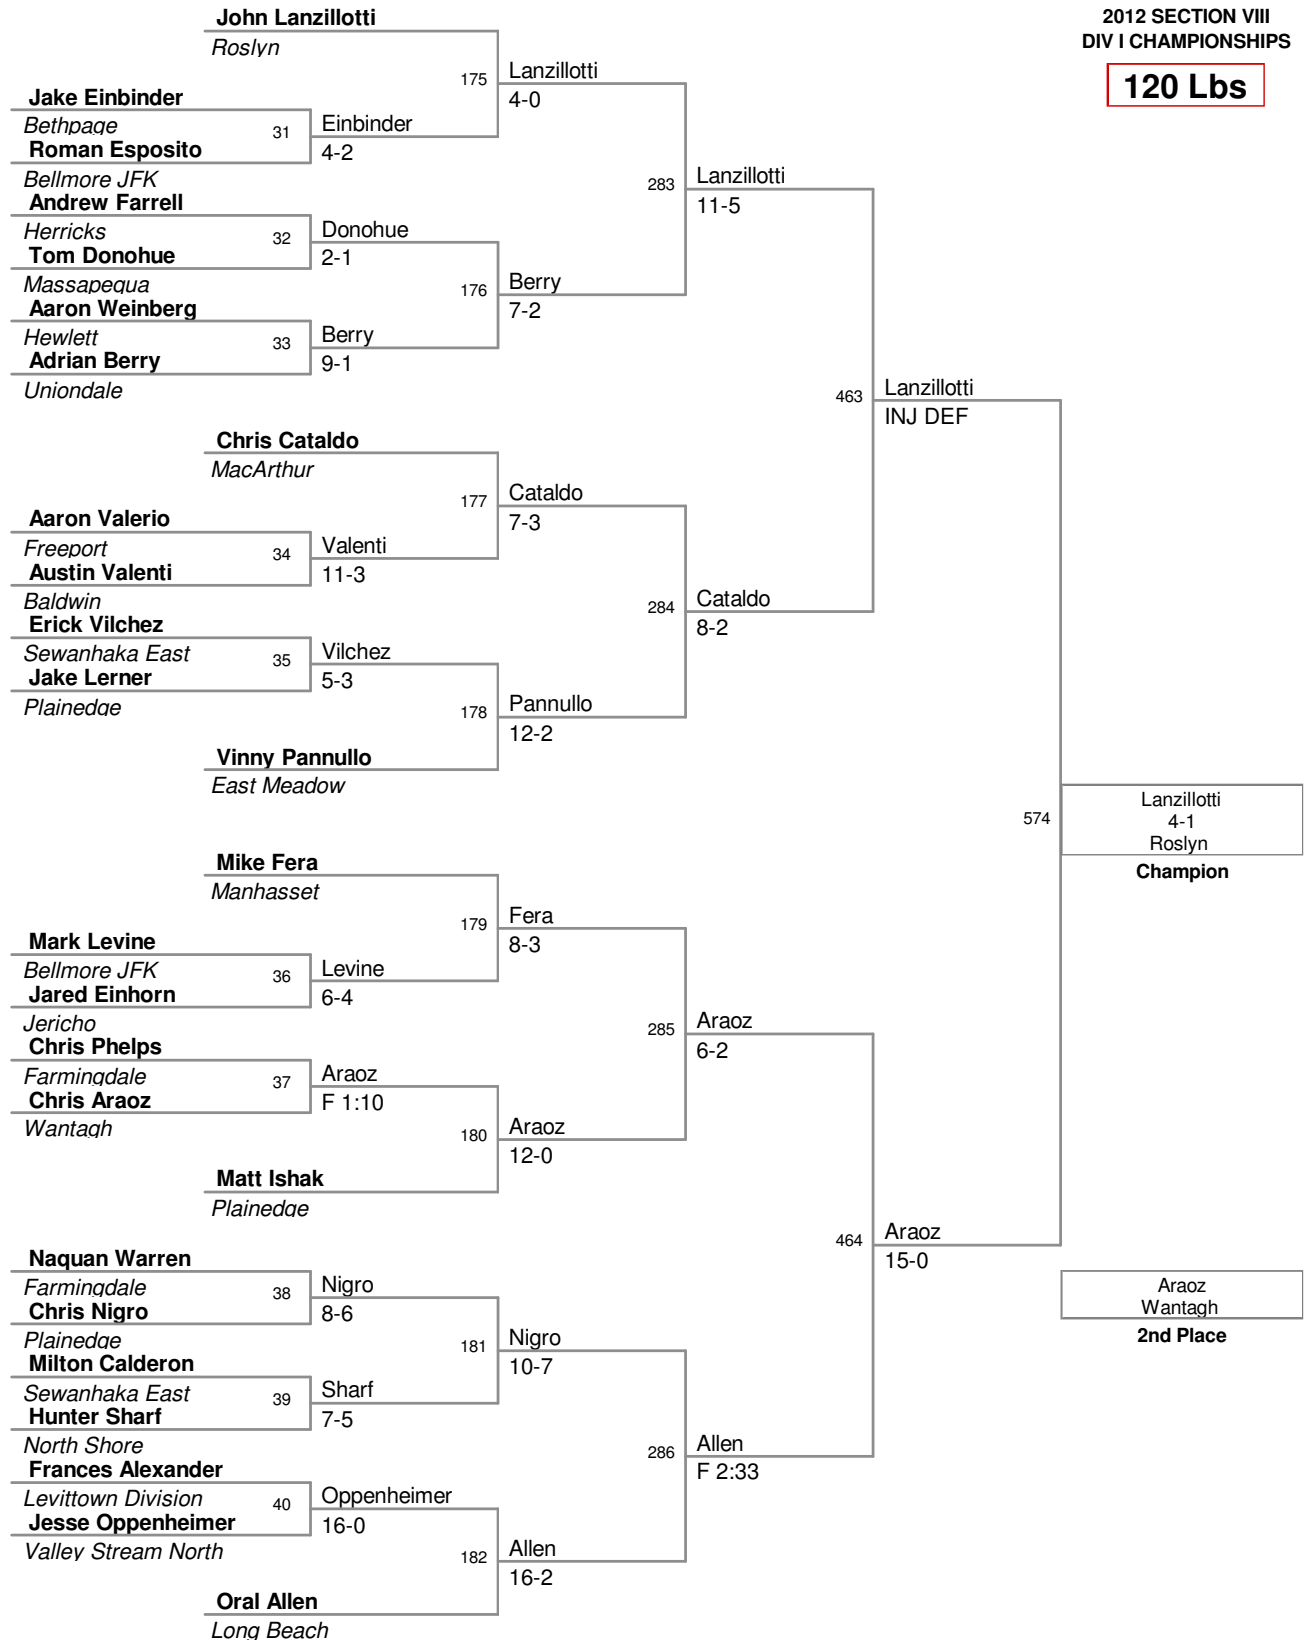 John Lanzillotti
Roslyn
2012 SECTION VIII
DIV I CHAMPIONSHIPS
120 Lbs
175
Lanzillotti
4-0
Jake Einbinder
Bethpage
31
Einbinder
4-2
Roman Esposito
Bellmore JFK
283
Lanzillotti
11-5
Andrew Farrell
Herricks
32
Donohue
2-1
Tom Donohue
Massapequa
176
Berry
7-2
Aaron Weinberg
Hewlett
33
Berry
9-1
Adrian Berry
Uniondale
463
Lanzillotti
INJ DEF
Chris Cataldo
MacArthur
177
Cataldo
7-3
Aaron Valerio
Freeport
34
Valenti
11-3
Austin Valenti
Baldwin
284
Cataldo
8-2
Erick Vilchez
Sewanhaka East
35
Vilchez
5-3
Jake Lerner
Plainedge
178
Pannullo
12-2
Vinny Pannullo
East Meadow
574
Lanzillotti
4-1
Roslyn
Champion
Mike Fera
Manhasset
179
Fera
8-3
Mark Levine
Bellmore JFK
36
Levine
6-4
Jared Einhorn
Jericho
285
Araoz
6-2
Chris Phelps
Farmingdale
37
Araoz
F 1:10
Chris Araoz
Wantagh
180
Araoz
12-0
Matt Ishak
Plainedge
464
Araoz
15-0
Naquan Warren
Farmingdale
38
Nigro
8-6
Chris Nigro
Plainedge
Araoz
Wantagh
2nd Place
181
Nigro
10-7
Milton Calderon
Sewanhaka East
39
Sharf
7-5
Hunter Sharf
North Shore
286
Allen
F 2:33
Frances Alexander
Levittown Division
40
Oppenheimer
16-0
Jesse Oppenheimer
Valley Stream North
182
Allen
16-2
Oral Allen
Long Beach